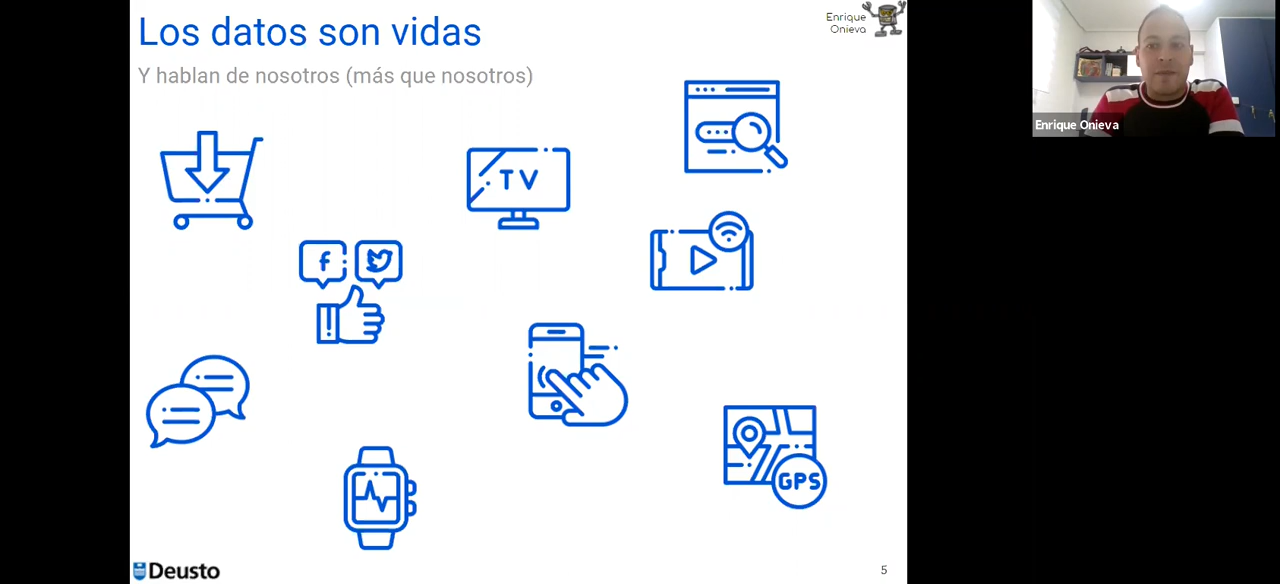 Los datos son vidas
Y hablan de nosotros (más que nosotros)
Enrique
Onieva
Enrique Onieva
TV
f
GPS
Deusto
5